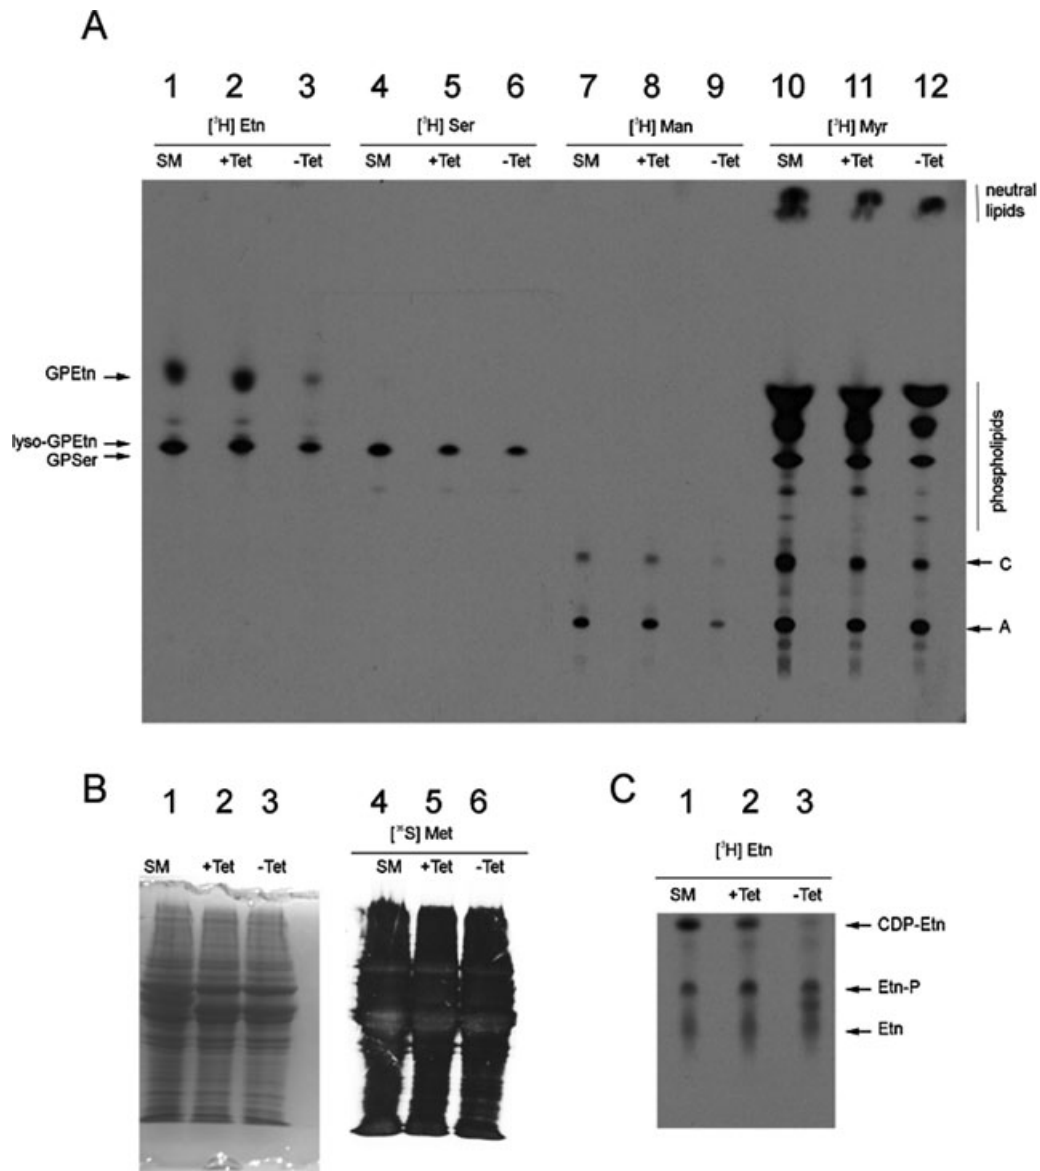 A
1 2 3 4 5 6 7 8 9 10 11 12
[³H] Etn [³H] Ser [³H] Man [³H] Myr
SM +Tet -Tet SM +Tet -Tet SM +Tet -Tet SM +Tet -Tet
neutral
lipids
GPEtn
lyso-GPEtn
GPSer
phospholipids
C
A
B
1 2 3 4 5 6
[³⁵S] Met
SM +Tet -Tet SM +Tet -Tet
C
1 2 3
[³H] Etn
SM +Tet -Tet
CDP-Etn
Etn-P
Etn